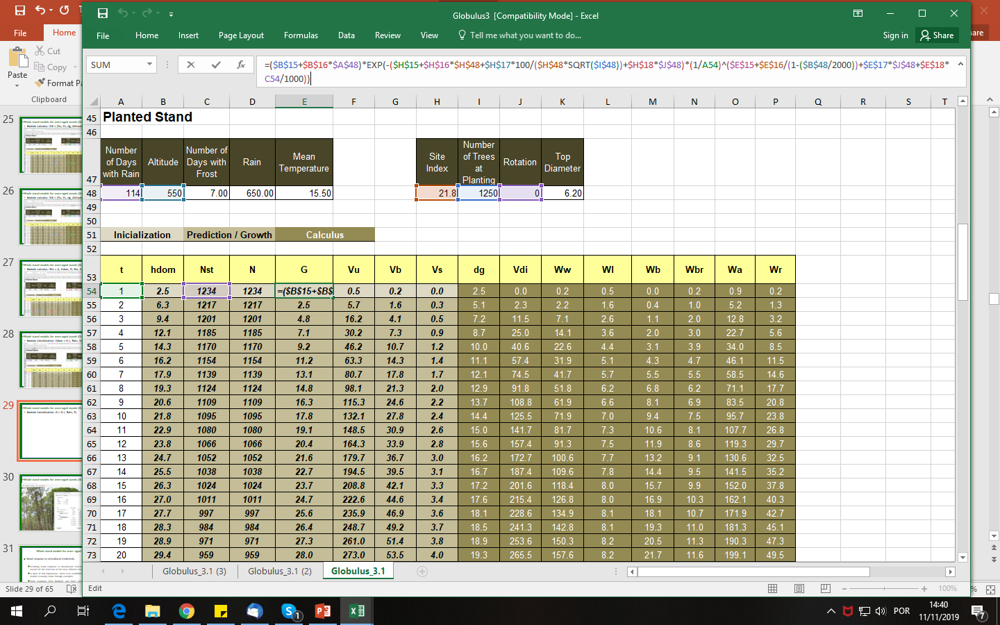 Globulus3 [Compatibility Mode] - Excel
File
Home
are
File Home Insert Page Layout Formulas Data Review View Tell me what you want to do... Sign in Share
Cut
Copy
Paste
Format Pa
Clipboard
SUM
fx
=($B$15+$B$16*$A$48)*EXP(-($H$15+$H$16*$H$48+$H$17*100/($H$48*SQRT($I$48))+$H$18*$J$48)*(1/A54)^($E$15+$E$16/(1-($B$48/2000))+$E$17*$J$48+$E$18*
C54/1000))
A B C D E F G H I J K L M N O P Q R S T
45 Planted Stand
46
47 Number of Days with Rain Altitude Number of Days with Frost Rain Mean Temperature Site Index Number of Trees at Planting Rotation Top Diameter
48 114 550 7.00 650.00 15.50 21.8 1250 0 6.20
49
50
51 Inicialization Prediction / Growth Calculus
52
53 t hdom Nst N G Vu Vb Vs dg Vdi Ww Wl Wb Wbr Wa Wr
54 1 2.5 1234 1234 =($B$15+$B$ 0.5 0.2 0.0 2.5 0.0 0.2 0.5 0.0 0.2 0.9 0.2
55 2 6.3 1217 1217 2.5 5.7 1.6 0.3 5.1 2.3 2.2 1.6 0.4 1.0 5.2 1.3
56 3 9.4 1201 1201 4.8 16.2 4.1 0.5 7.2 11.5 7.1 2.6 1.1 2.0 12.8 3.2
57 4 12.1 1185 1185 7.1 30.2 7.3 0.9 8.7 25.0 14.1 3.6 2.0 3.0 22.7 5.6
58 5 14.3 1170 1170 9.2 46.2 10.7 1.2 10.0 40.6 22.6 4.4 3.1 3.9 34.0 8.5
59 6 16.2 1154 1154 11.2 63.3 14.3 1.4 11.1 57.4 31.9 5.1 4.3 4.7 46.1 11.5
60 7 17.9 1139 1139 13.1 80.7 17.8 1.7 12.1 74.5 41.7 5.7 5.5 5.5 58.5 14.6
61 8 19.3 1124 1124 14.8 98.1 21.3 2.0 12.9 91.8 51.8 6.2 6.8 6.2 71.1 17.7
62 9 20.6 1109 1109 16.3 115.3 24.6 2.2 13.7 108.8 61.9 6.6 8.1 6.9 83.5 20.8
63 10 21.8 1095 1095 17.8 132.1 27.8 2.4 14.4 125.5 71.9 7.0 9.4 7.5 95.7 23.8
64 11 22.9 1080 1080 19.1 148.5 30.9 2.6 15.0 141.7 81.7 7.3 10.6 8.1 107.7 26.8
65 12 23.8 1066 1066 20.4 164.3 33.9 2.8 15.6 157.4 91.3 7.5 11.9 8.6 119.3 29.7
66 13 24.7 1052 1052 21.6 179.7 36.7 3.0 16.2 172.7 100.6 7.7 13.2 9.1 130.6 32.5
67 14 25.5 1038 1038 22.7 194.5 39.5 3.1 16.7 187.4 109.6 7.8 14.4 9.5 141.5 35.2
68 15 26.3 1024 1024 23.7 208.8 42.1 3.3 17.2 201.6 118.4 8.0 15.7 9.9 152.0 37.8
69 16 27.0 1011 1011 24.7 222.6 44.6 3.4 17.6 215.4 126.8 8.0 16.9 10.3 162.1 40.3
70 17 27.7 997 997 25.6 235.9 46.9 3.6 18.1 228.6 134.9 8.1 18.1 10.7 171.9 42.7
71 18 28.3 984 984 26.4 248.7 49.2 3.7 18.5 241.3 142.8 8.1 19.3 11.0 181.3 45.1
72 19 28.9 971 971 27.3 261.0 51.4 3.8 18.9 253.6 150.3 8.2 20.5 11.3 190.3 47.3
73 20 29.4 959 959 28.0 273.0 53.5 4.0 19.3 265.5 157.6 8.2 21.7 11.6 199.1 49.5
25
26
27
28
29
30
31
Globulus_3.1 (3) Globulus_3.1 (2) Globulus_3.1
Slide 29 of 65
Edit
100%
%
1
POR
14:40
11/11/2019
7